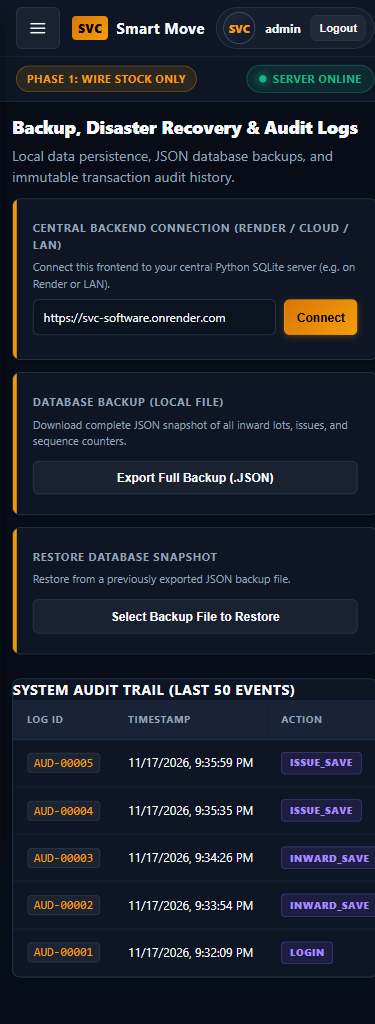 SVC Smart Move SVC admin Logout
PHASE 1: WIRE STOCK ONLY SERVER ONLINE
Backup, Disaster Recovery & Audit Logs
Local data persistence, JSON database backups, and
immutable transaction audit history.
CENTRAL BACKEND CONNECTION (RENDER / CLOUD /
LAN)
Connect this frontend to your central Python SQLite server (e.g. on
Render or LAN).
https://svc-software.onrender.com Connect
DATABASE BACKUP (LOCAL FILE)
Download complete JSON snapshot of all inward lots, issues, and
sequence counters.
Export Full Backup (.JSON)
RESTORE DATABASE SNAPSHOT
Restore from a previously exported JSON backup file.
Select Backup File to Restore
SYSTEM AUDIT TRAIL (LAST 50 EVENTS)
LOG ID TIMESTAMP ACTION
AUD-00005 11/17/2026, 9:35:59 PM ISSUE_SAVE
AUD-00004 11/17/2026, 9:35:35 PM ISSUE_SAVE
AUD-00003 11/17/2026, 9:34:26 PM INWARD_SAVE
AUD-00002 11/17/2026, 9:33:54 PM INWARD_SAVE
AUD-00001 11/17/2026, 9:32:09 PM LOGIN